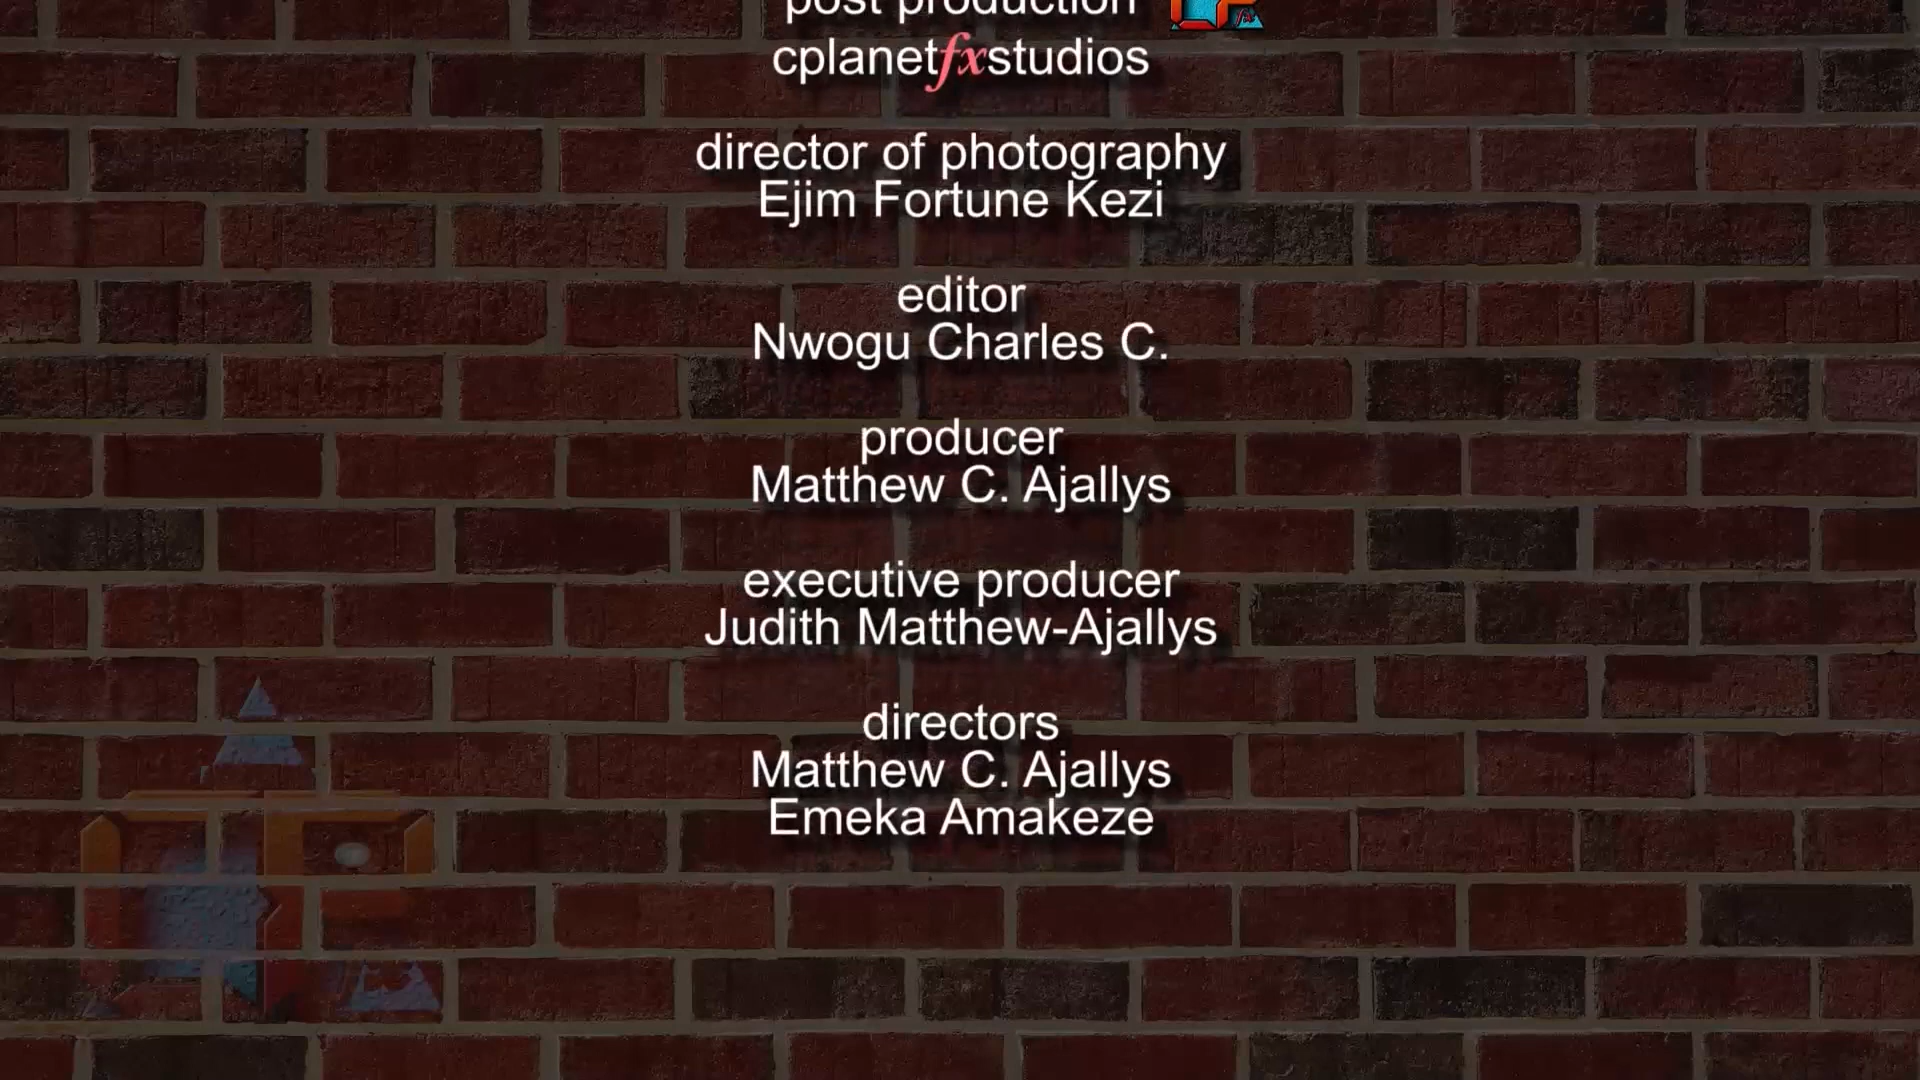 post production
cplanetfxstudios
director of photography
Ejim Fortune Kezi
editor
Nwogu Charles C.
producer
Matthew C. Ajallys
executive producer
Judith Matthew-Ajallys
directors
Matthew C. Ajallys
Emeka Amakeze